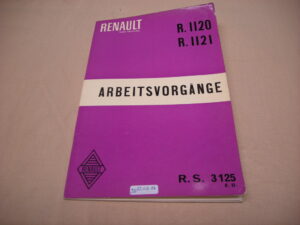 RENAULT
R. 1120
R. 1121
ARBEITSVORGÄNGE
RENAULT
R. S. 3125